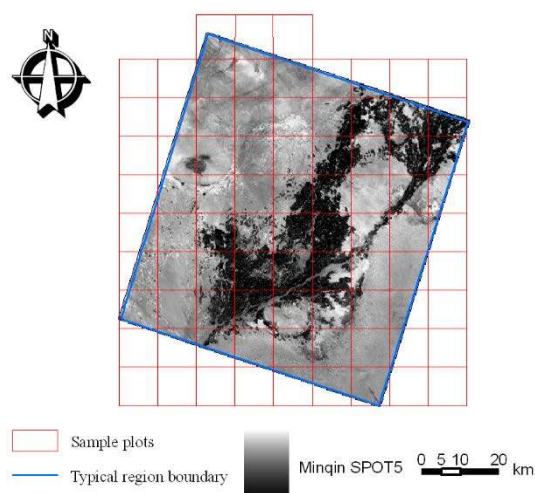 N
Sample plots
Typical region boundary
Minqin SPOT5
0 5 10 20
km